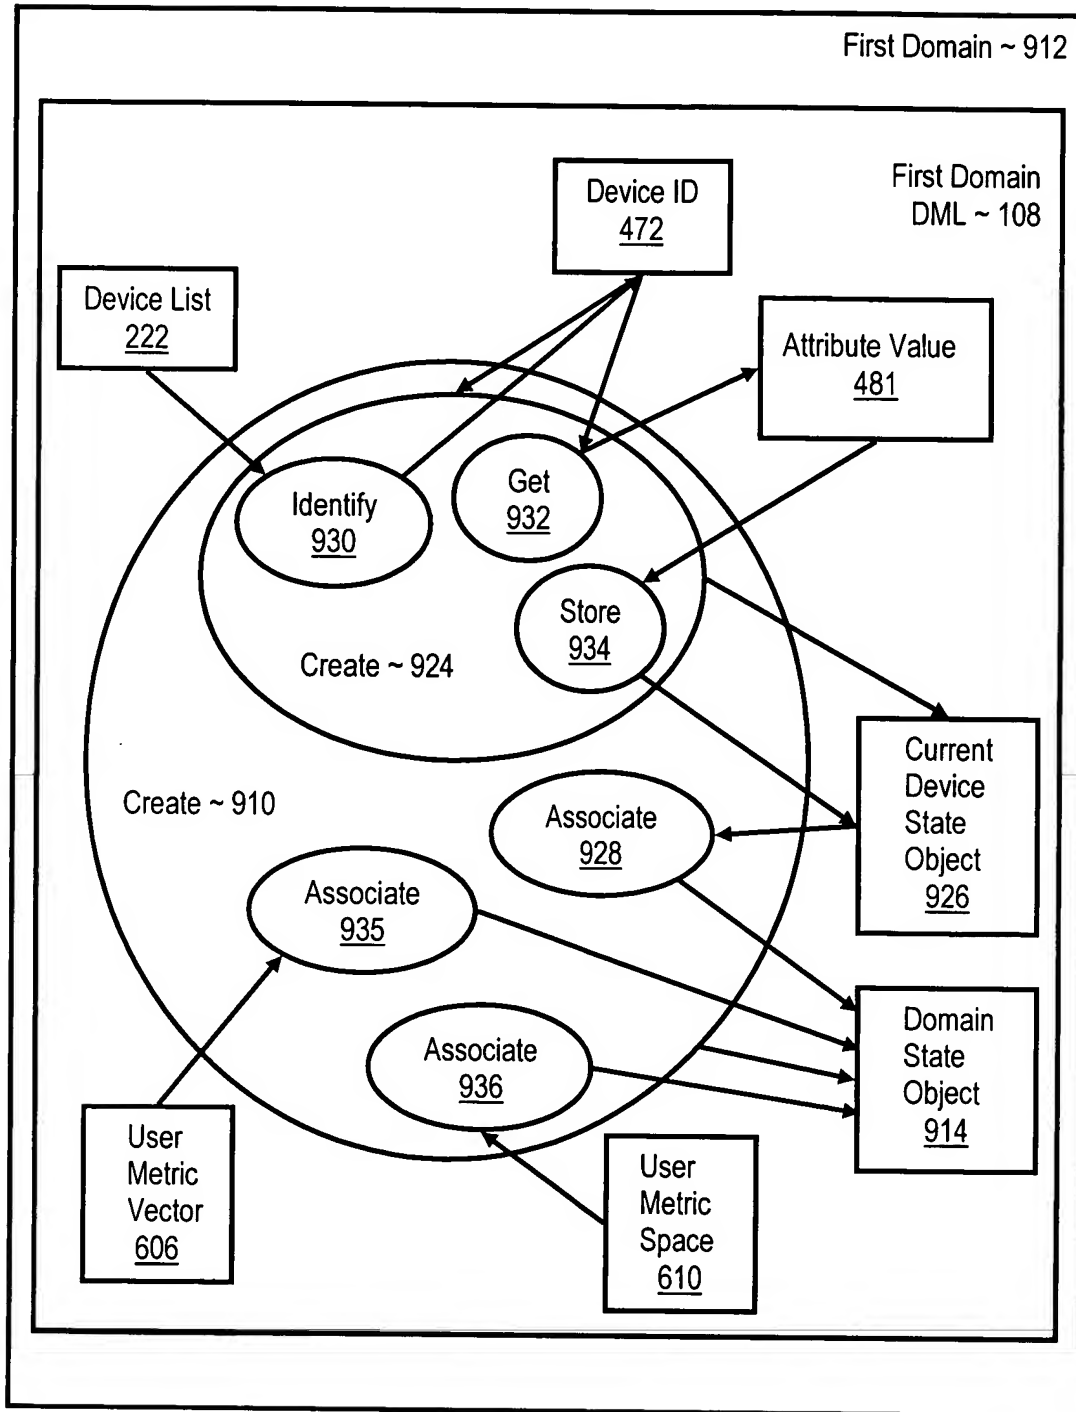 First Domain ~ 912
First Domain
DML ~ 108
Device ID
472
Device List
222
Attribute Value
481
Identify
930
Get
932
Store
934
Create ~ 924
Create ~ 910
Current
Device
State
Object
926
Associate
928
Associate
935
Associate
936
Domain
State
Object
914
User
Metric
Vector
606
User
Metric
Space
610